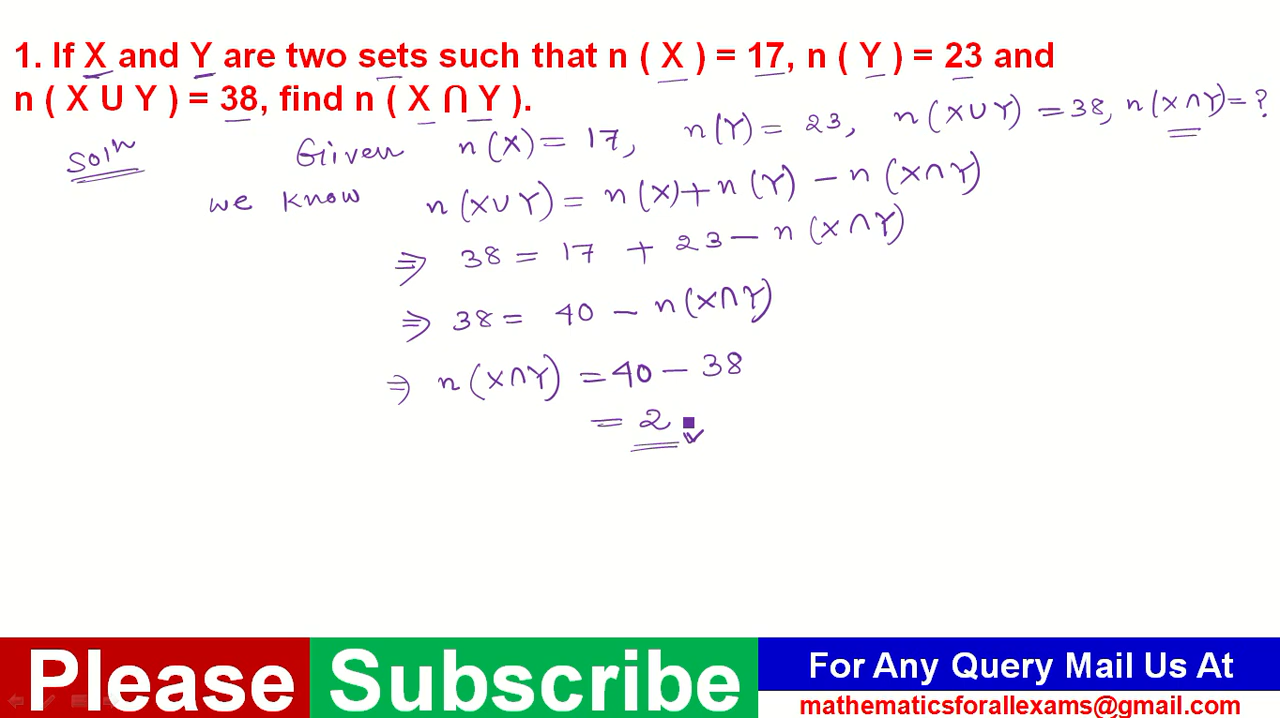 1. If X and Y are two sets such that n ( X ) = 17, n ( Y ) = 23 and
n ( X U Y ) = 38, find n ( X ∩ Y ).
Soln Given n (X) = 17, n (Y) = 23, n (X∪Y) = 38, n (X∩Y) = ?
we know n (X∪Y) = n (X) + n (Y) − n (X∩Y)
⇒ 38 = 17 + 23 − n (X∩Y)
⇒ 38 = 40 − n (X∩Y)
⇒ n (X∩Y) = 40 − 38
= 2
Please Subscribe
For Any Query Mail Us At
mathematicsforallexams@gmail.com